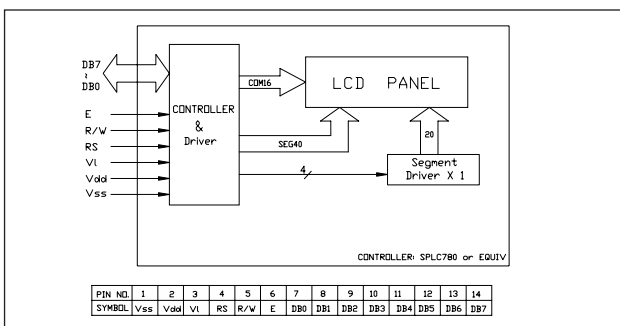 DB7
~
DB0
E
R/W
RS
Vl
Vdd
Vss
CONTROLLER
&
Driver
COM16
SEG40
4
LCD PANEL
20
Segment
Driver X 1
CONTROLLER: SPLC780 or EQUIV
PIN NO. 1 2 3 4 5 6 7 8 9 10 11 12 13 14
SYMBOL Vss Vdd Vl RS R/W E DB0 DB1 DB2 DB3 DB4 DB5 DB6 DB7